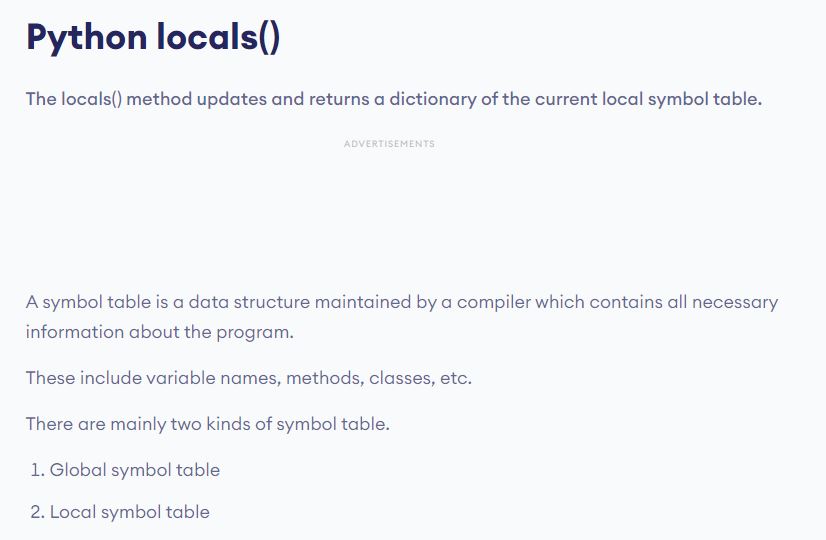 Python locals()
The locals() method updates and returns a dictionary of the current local symbol table.
ADVERTISEMENTS
A symbol table is a data structure maintained by a compiler which contains all necessary
information about the program.
These include variable names, methods, classes, etc.
There are mainly two kinds of symbol table.
1. Global symbol table
2. Local symbol table